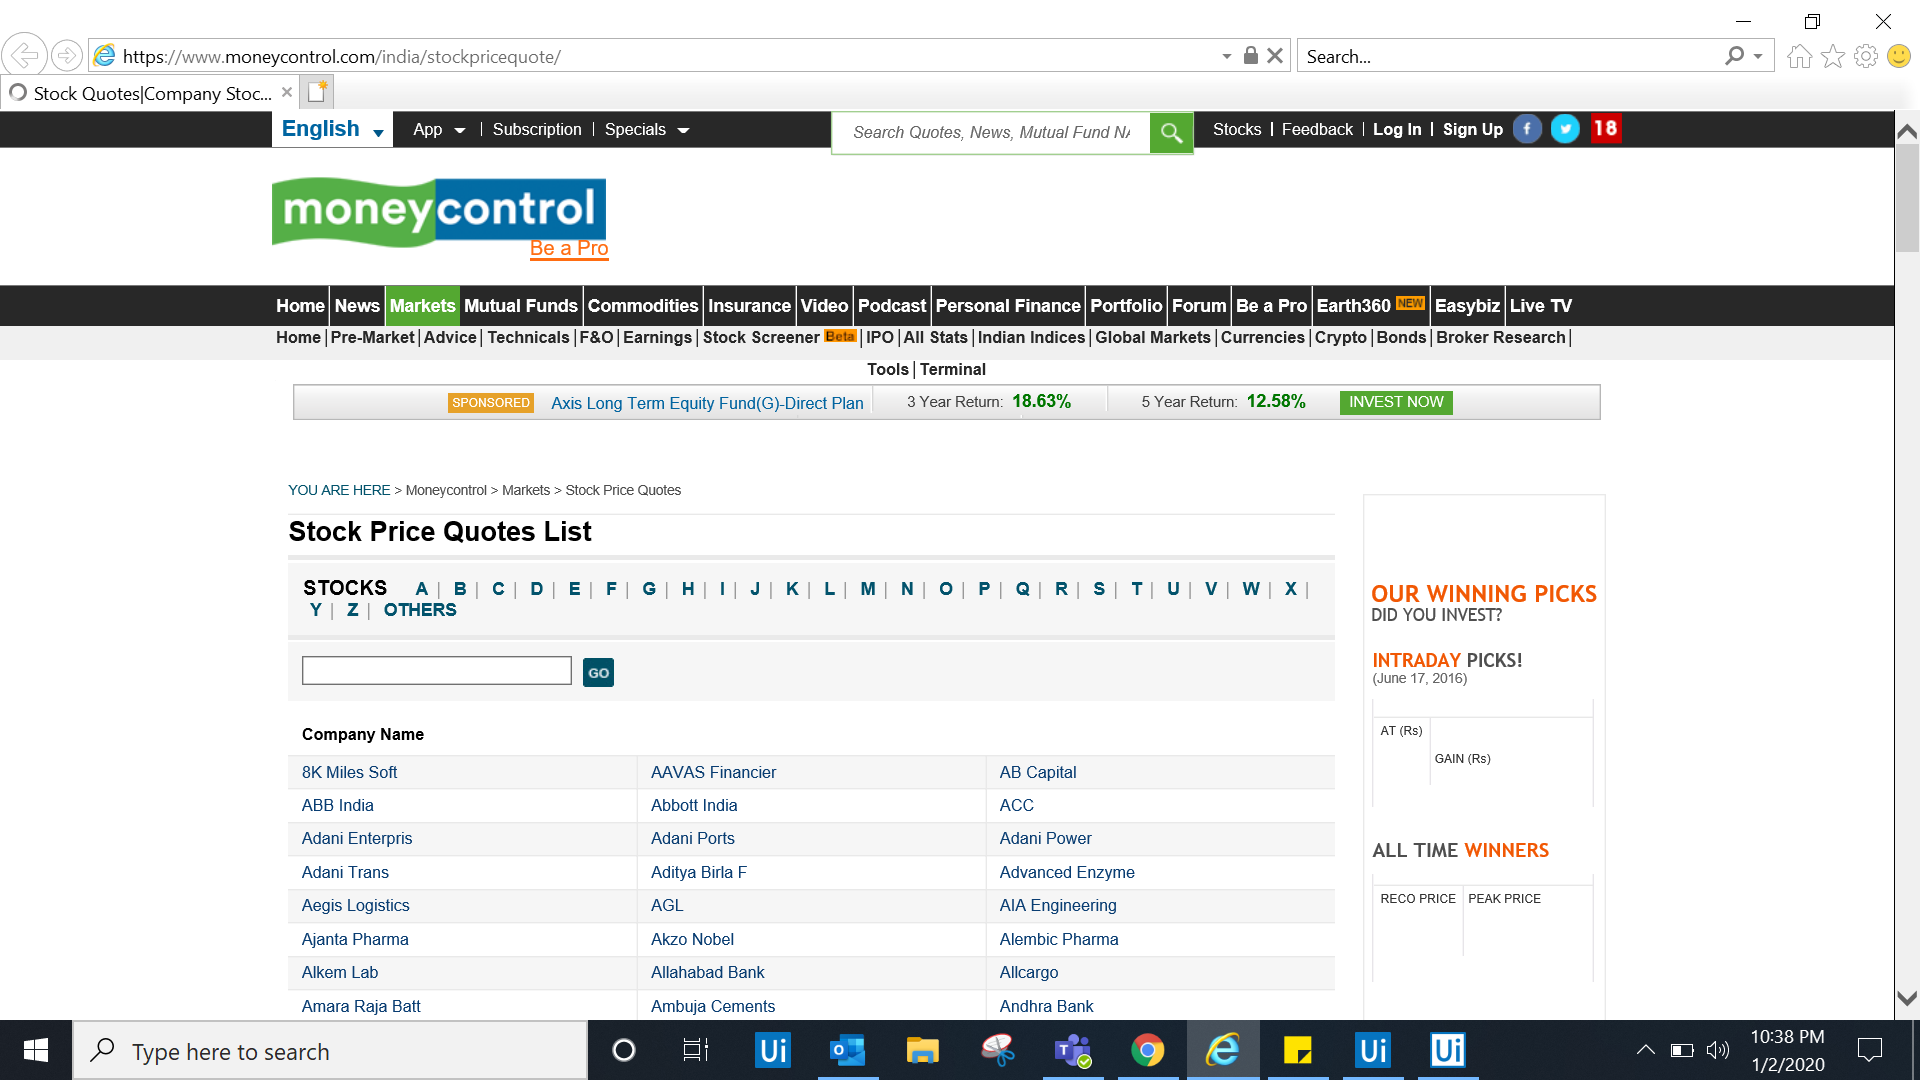 https://www.moneycontrol.com/india/stockpricequote/
Search...
Stock Quotes|Company Stoc...
English
App | Subscription | Specials
Search Quotes, News, Mutual Fund NA
Stocks | Feedback | Log In | Sign Up
18
moneycontrol
Be a Pro
Home News Markets Mutual Funds Commodities Insurance Video Podcast Personal Finance Portfolio Forum Be a Pro Earth360 NEW Easybiz Live TV
Home | Pre-Market | Advice | Technicals | F&O | Earnings | Stock Screener Beta | IPO | All Stats | Indian Indices | Global Markets | Currencies | Crypto | Bonds | Broker Research |
Tools | Terminal
SPONSORED Axis Long Term Equity Fund(G)-Direct Plan 3 Year Return: 18.63% 5 Year Return: 12.58% INVEST NOW
YOU ARE HERE > Moneycontrol > Markets > Stock Price Quotes
Stock Price Quotes List
STOCKS A | B | C | D | E | F | G | H | I | J | K | L | M | N | O | P | Q | R | S | T | U | V | W | X |
Y | Z | OTHERS
GO
Company Name
8K Miles Soft AAVAS Financier AB Capital
ABB India Abbott India ACC
Adani Enterpris Adani Ports Adani Power
Adani Trans Aditya Birla F Advanced Enzyme
Aegis Logistics AGL AIA Engineering
Ajanta Pharma Akzo Nobel Alembic Pharma
Alkem Lab Allahabad Bank Allcargo
Amara Raja Batt Ambuja Cements Andhra Bank
OUR WINNING PICKS
DID YOU INVEST?
INTRADAY PICKS!
(June 17, 2016)
AT (Rs)
GAIN (Rs)
ALL TIME WINNERS
RECO PRICE PEAK PRICE
Type here to search
Ui
Ui
Ui
10:38 PM
1/2/2020